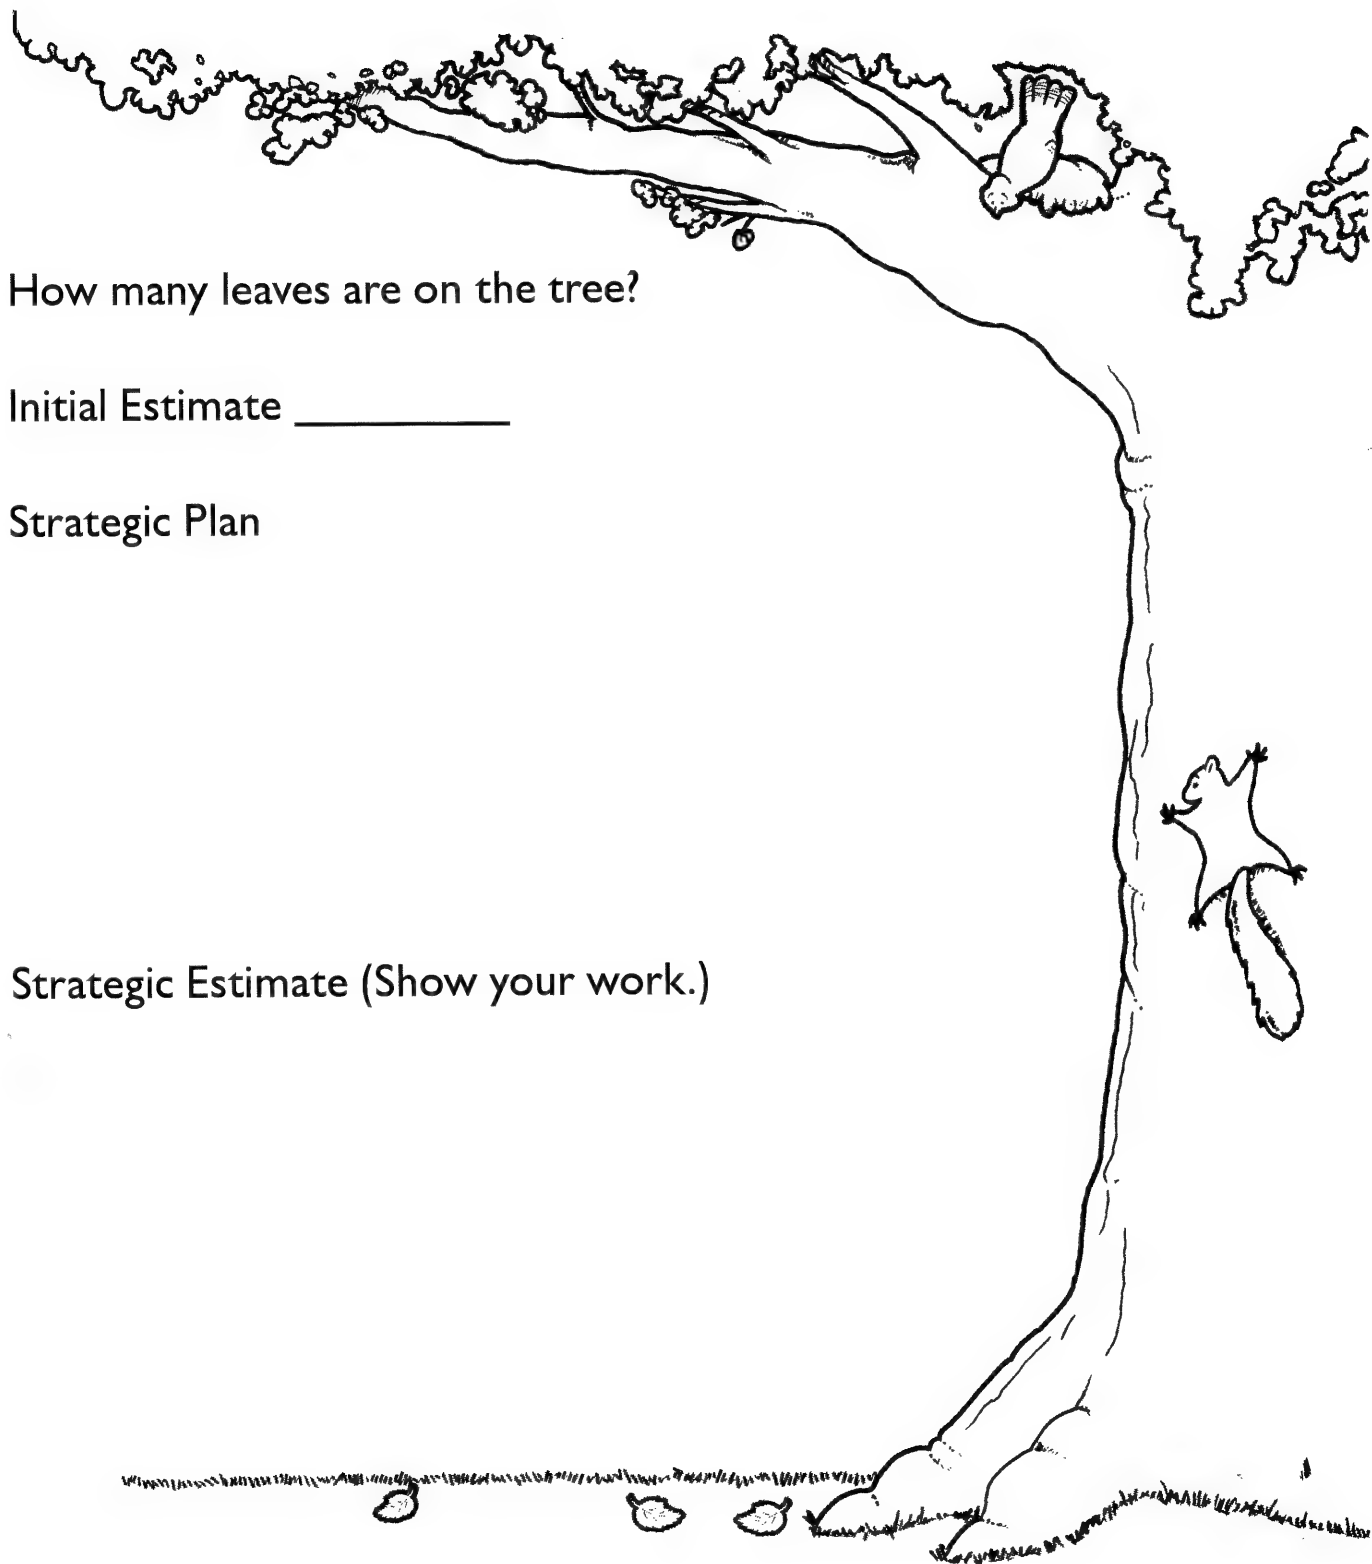 How many leaves are on the tree?
Initial Estimate __________
Strategic Plan
Strategic Estimate (Show your work.)